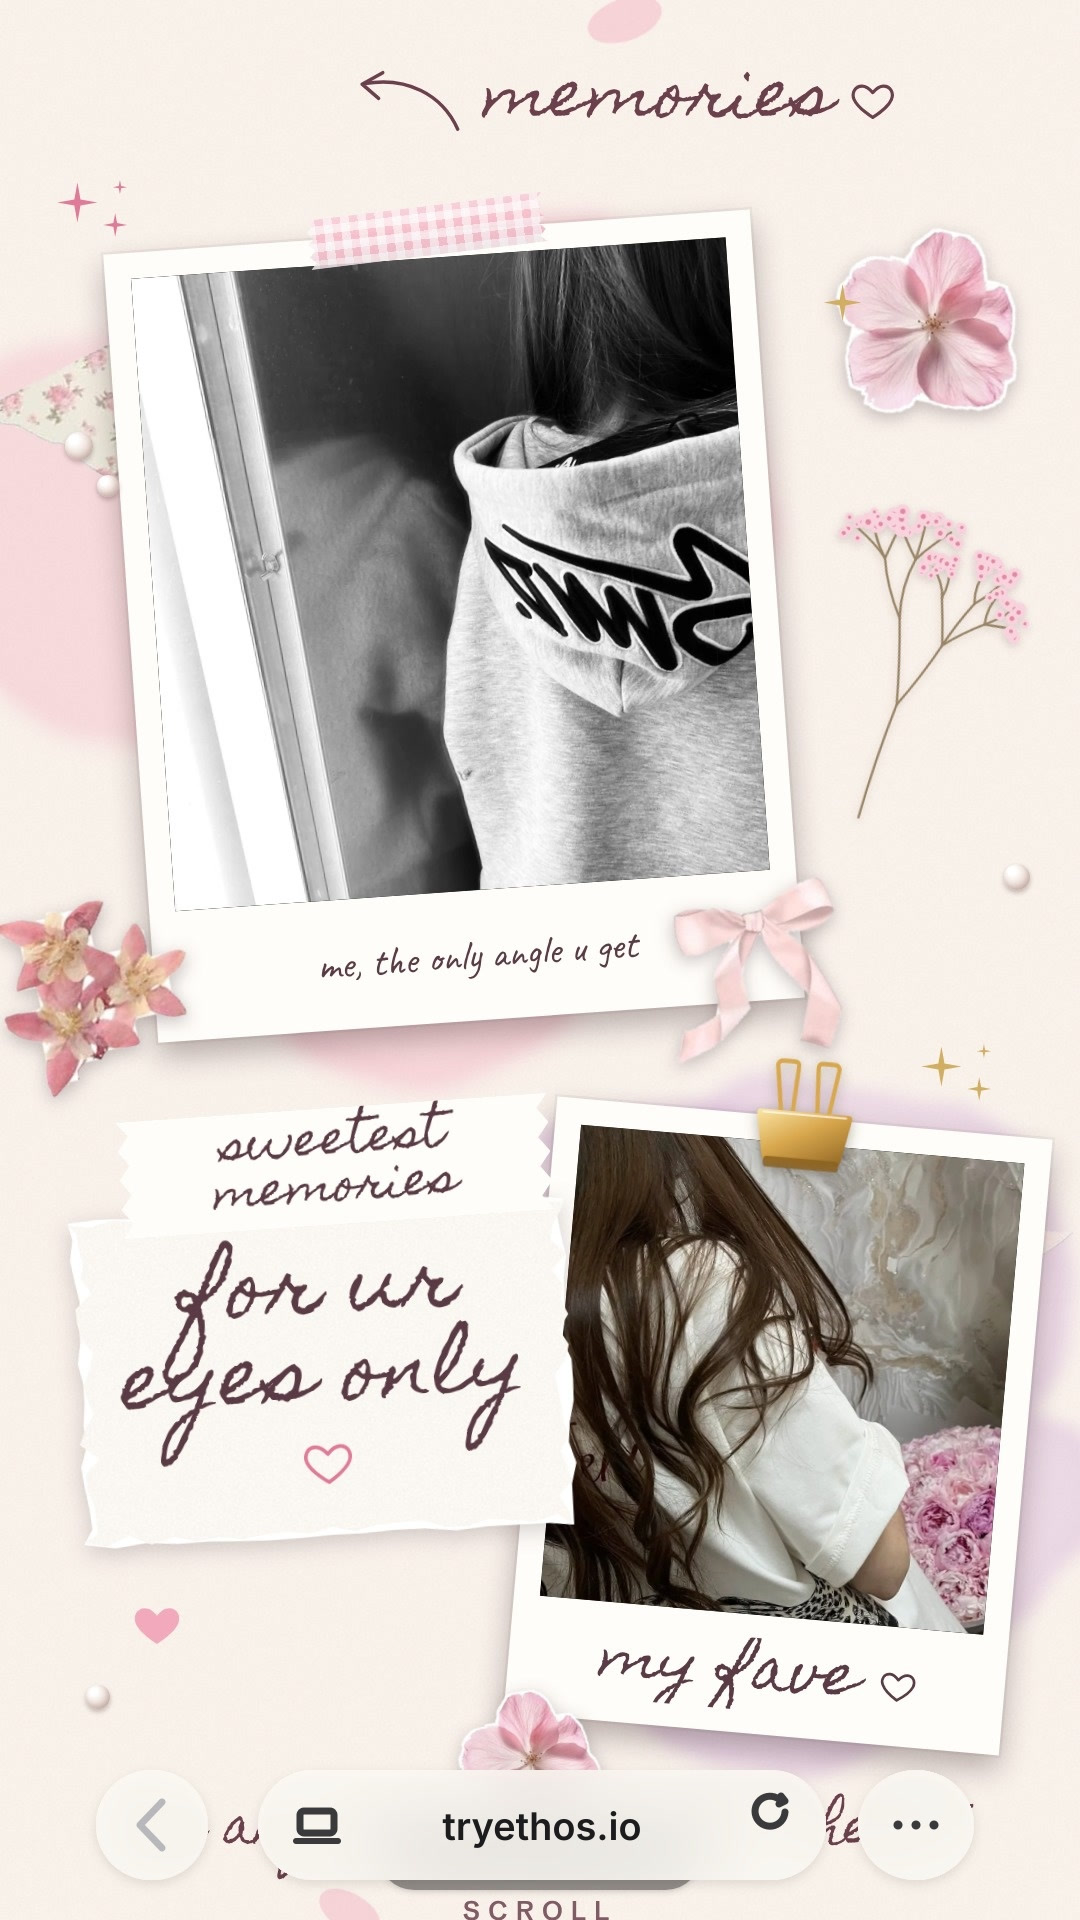 memories ♡
me, the only angle u get
sweetest
memories
for ur
eyes only
my fave ♡
tryethos.io
SCROLL